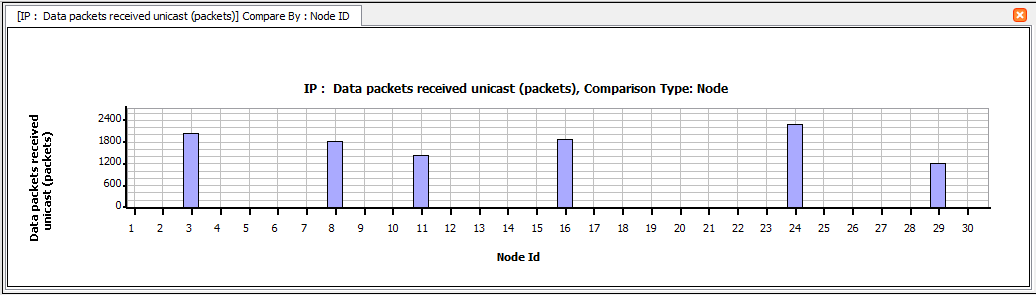 [IP :  Data packets received unicast (packets)] Compare By : Node ID
IP :  Data packets received unicast (packets), Comparison Type: Node
Data packets received
unicast (packets)
2400
1800
1200
600
0
1 2 3 4 5 6 7 8 9 10 11 12 13 14 15 16 17 18 19 20 21 22 23 24 25 26 27 28 29 30
Node Id